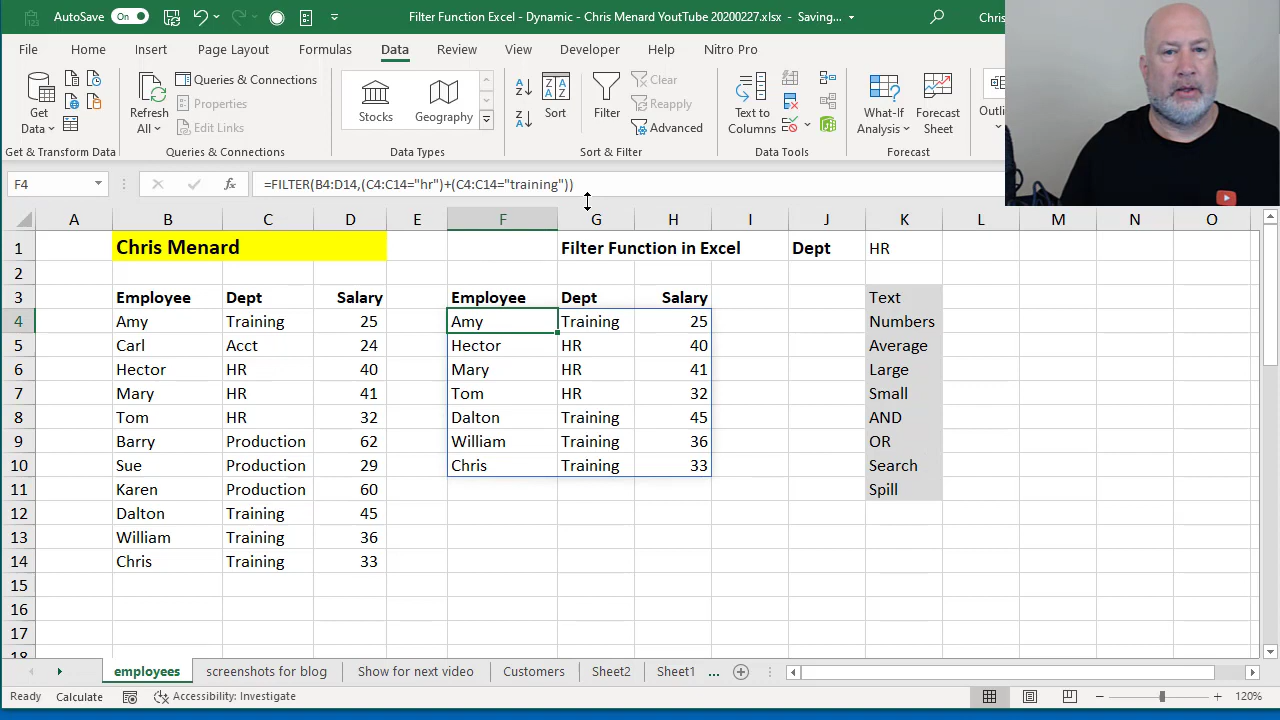 AutoSave On Filter Function Excel - Dynamic - Chris Menard YoutTube 20200227.xlsx - Saving... Chris
File Home Insert Page Layout Formulas Data Review View Developer Help Nitro Pro
Get Data
Refresh All
Queries & Connections
Properties
Edit Links
Stocks Geography
Sort
Filter
Clear
Reapply
Advanced
Text to Columns
What-If Analysis
Forecast Sheet
Outli
Get & Transform Data Queries & Connections Data Types Sort & Filter Data Tools Forecast
F4 fx =FILTER(B4:D14,(C4:C14="hr")+(C4:C14="training"))
A B C D E F G H I J K L M N O
1 Chris Menard Filter Function in Excel Dept HR
2
3 Employee Dept Salary Employee Dept Salary Text
4 Amy Training 25 Amy Training 25 Numbers
5 Carl Acct 24 Hector HR 40 Average
6 Hector HR 40 Mary HR 41 Large
7 Mary HR 41 Tom HR 32 Small
8 Tom HR 32 Dalton Training 45 AND
9 Barry Production 62 William Training 36 OR
10 Sue Production 29 Chris Training 33 Search
11 Karen Production 60 Spill
12 Dalton Training 45
13 William Training 36
14 Chris Training 33
15
16
17
18
employees screenshots for blog Show for next video Customers Sheet2 Sheet1 ...
Ready Calculate Accessibility: Investigate 120%